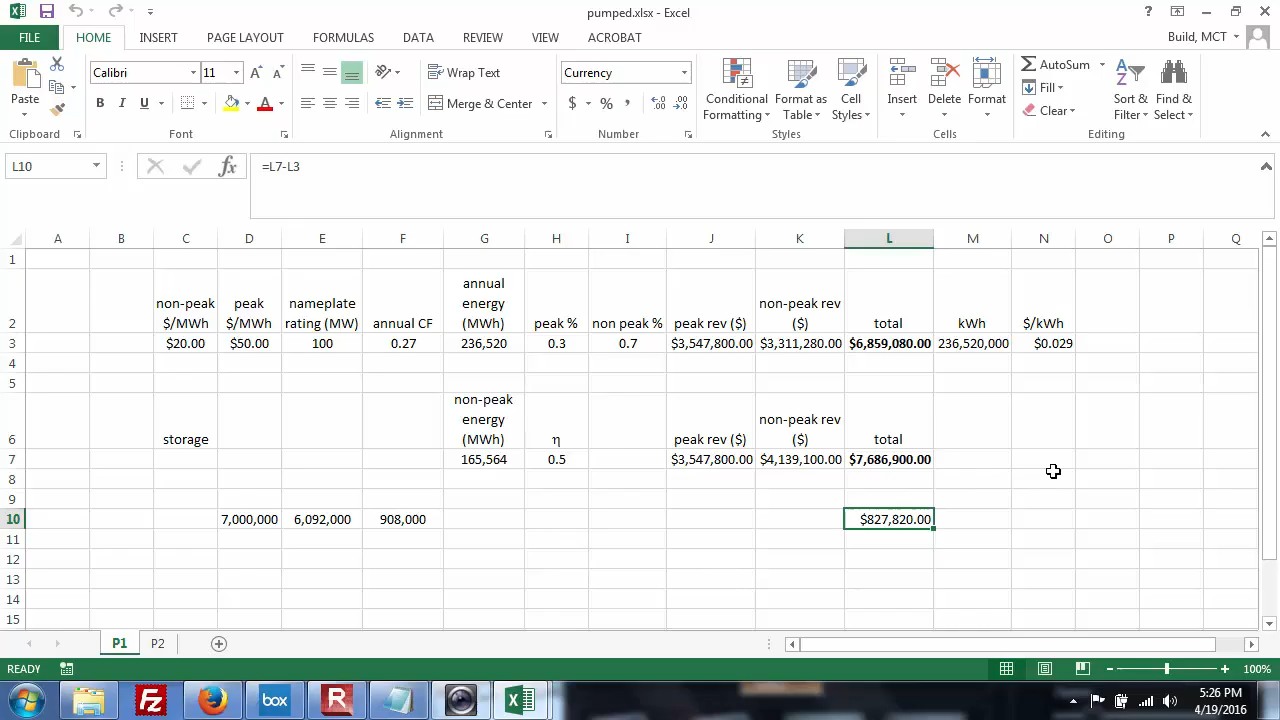 pumped.xlsx - Excel
FILE HOME INSERT PAGE LAYOUT FORMULAS DATA REVIEW VIEW ACROBAT Build, MCT
Paste
Clipboard
Calibri 11
B I U
Font
Wrap Text
Merge & Center
Alignment
Currency
$ % ,
Number
Conditional Formatting
Format as Table
Cell Styles
Styles
Insert Delete Format
Cells
AutoSum
Fill
Clear
Sort & Filter
Find & Select
Editing
L10 fx =L7-L3
A B C D E F G H I J K L M N O P Q
1
2 non-peak $/MWh peak $/MWh nameplate rating (MW) annual CF annual energy (MWh) peak % non peak % peak rev ($) non-peak rev ($) total kWh $/kWh
3 $20.00 $50.00 100 0.27 236,520 0.3 0.7 $3,547,800.00 $3,311,280.00 $6,859,080.00 236,520,000 $0.029
4
5
6 storage non-peak energy (MWh) η peak rev ($) non-peak rev ($) total
7 165,564 0.5 $3,547,800.00 $4,139,100.00 $7,686,900.00
8
9
10 7,000,000 6,092,000 908,000 $827,820.00
11
12
13
14
15
P1 P2
READY 100%
Fz box R
5:26 PM
4/19/2016